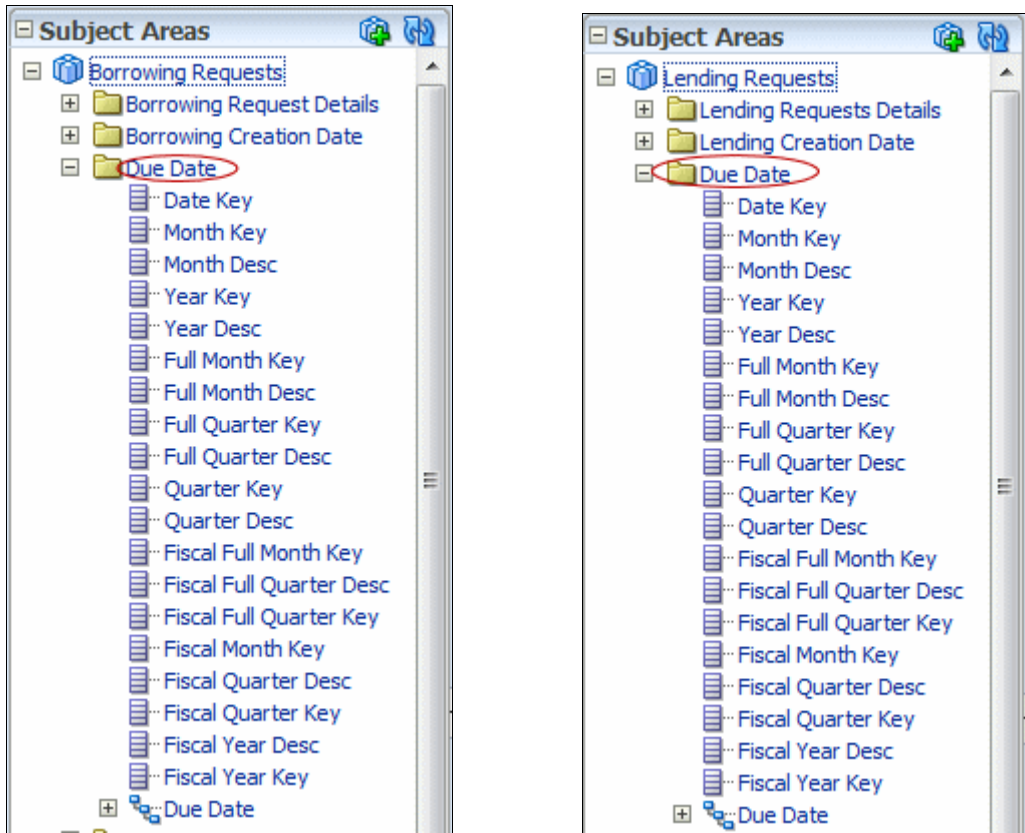 Subject Areas
Borrowing Requests
Borrowing Request Details
Borrowing Creation Date
Due Date
Date Key
Month Key
Month Desc
Year Key
Year Desc
Full Month Key
Full Month Desc
Full Quarter Key
Full Quarter Desc
Quarter Key
Quarter Desc
Fiscal Full Month Key
Fiscal Full Quarter Desc
Fiscal Full Quarter Key
Fiscal Month Key
Fiscal Quarter Desc
Fiscal Quarter Key
Fiscal Year Desc
Fiscal Year Key
Due Date
Subject Areas
Lending Requests
Lending Requests Details
Lending Creation Date
Due Date
Date Key
Month Key
Month Desc
Year Key
Year Desc
Full Month Key
Full Month Desc
Full Quarter Key
Full Quarter Desc
Quarter Key
Quarter Desc
Fiscal Full Month Key
Fiscal Full Quarter Desc
Fiscal Full Quarter Key
Fiscal Month Key
Fiscal Quarter Desc
Fiscal Quarter Key
Fiscal Year Desc
Fiscal Year Key
Due Date